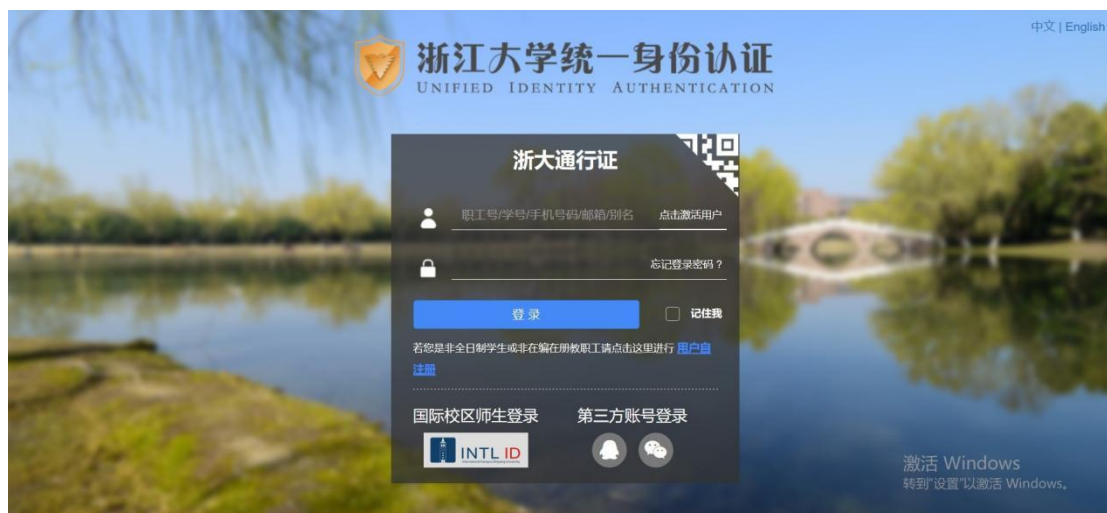 中文 | English
浙江大学统一身份认证
UNIFIED IDENTITY AUTHENTICATION
浙大通行证
职工号/学号/手机号码/邮箱/别名 点击激活用户
忘记登录密码？
登录 记住我
若您是非全日制学生或非在编在册教职工请点击这里进行 用户自
注册
国际校区师生登录 第三方账号登录
INTL ID
激活 Windows
转到"设置"以激活 Windows。